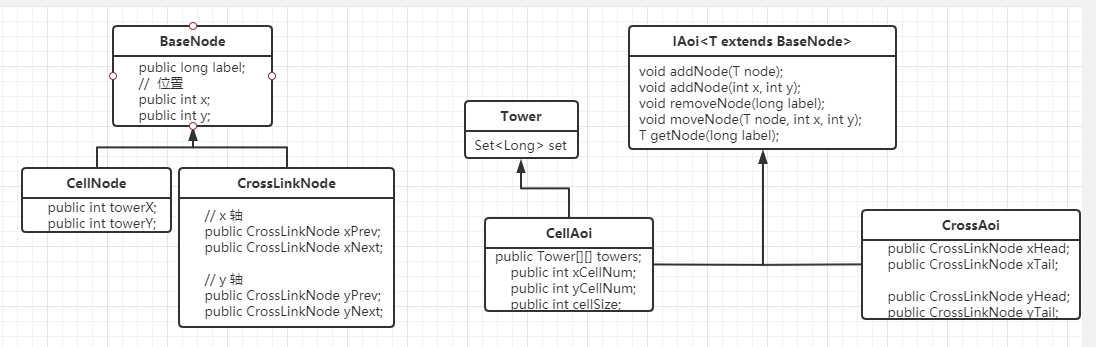 BaseNode
public long label;
// 位置
public int x;
public int y;
CellNode
public int towerX;
public int towerY;
CrossLinkNode
// x 轴
public CrossLinkNode xPrev;
public CrossLinkNode xNext;
// y 轴
public CrossLinkNode yPrev;
public CrossLinkNode yNext;
Tower
Set<Long> set
IAoi<T extends BaseNode>
void addNode(T node);
void addNode(int x, int y);
void removeNode(long label);
void moveNode(T node, int x, int y);
T getNode(long label);
CellAoi
public Tower[][] towers;
public int xCellNum;
public int yCellNum;
public int cellSize;
CrossAoi
public CrossLinkNode xHead;
public CrossLinkNode xTail;
public CrossLinkNode yHead;
public CrossLinkNode yTail;